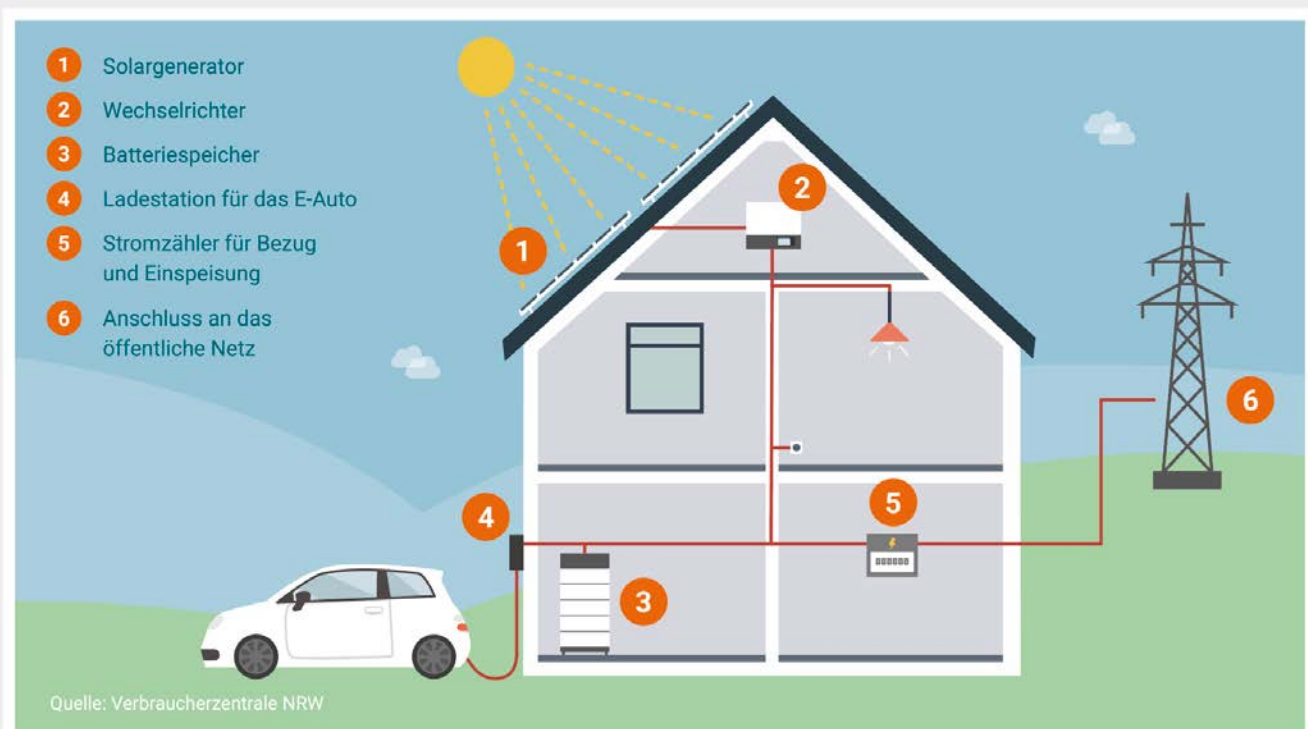 1 Solargenerator
2 Wechselrichter
3 Batteriespeicher
4 Ladestation für das E-Auto
5 Stromzähler für Bezug
und Einspeisung
6 Anschluss an das
öffentliche Netz
1
2
3
4
5
6
Quelle: Verbraucherzentrale NRW